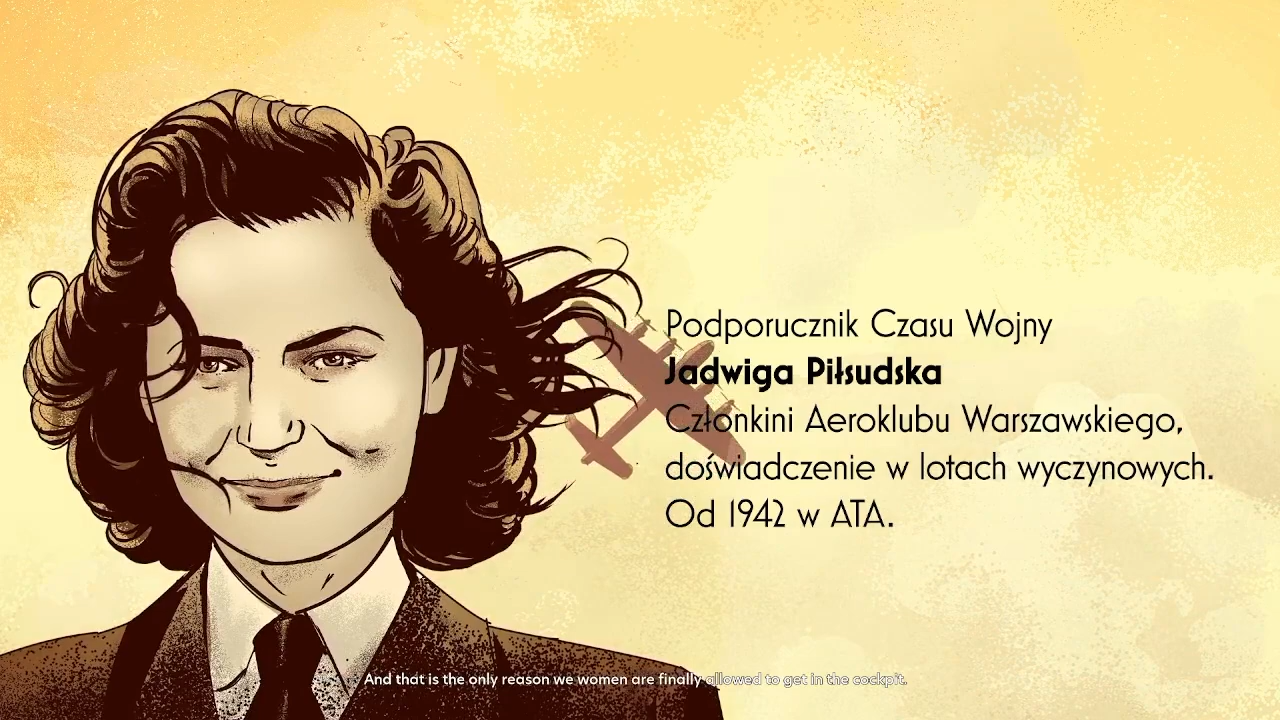 Podporucznik Czasu Wojny
Jadwiga Piłsudska
Członkini Aeroklubu Warszawskiego,
doświadczenie w lotach wyczynowych.
Od 1942 w ATA.
And that is the only reason we women are finally allowed to get in the cockpit.